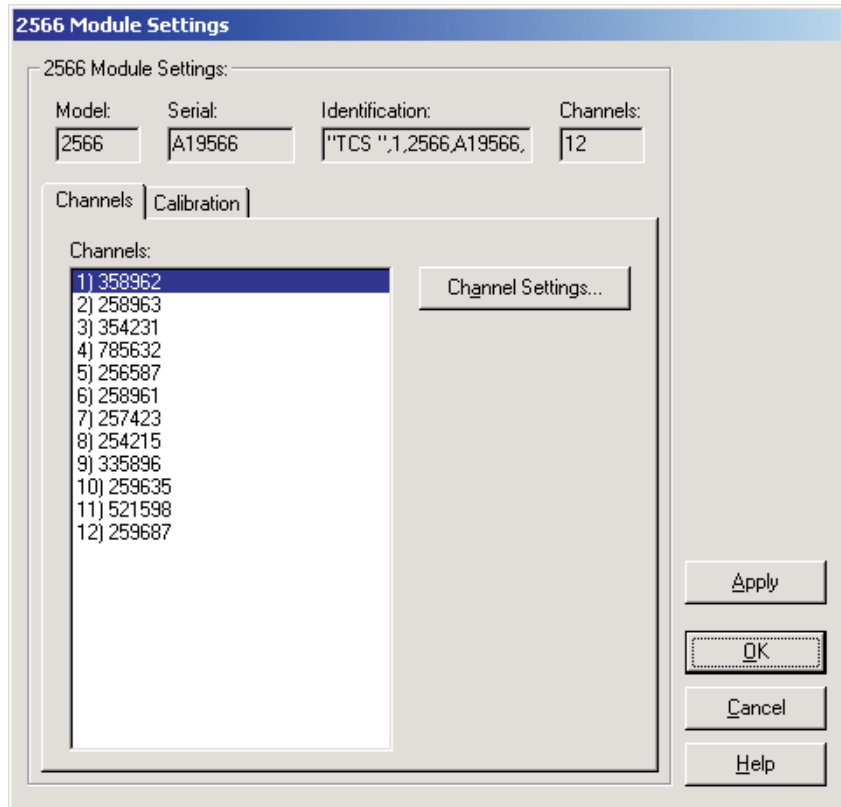 2566 Module Settings
2566 Module Settings:
Model: Serial: Identification: Channels:
2566 A19566 "TCS ",1,2566,A19566, 12
Channels Calibration
Channels:
1) 358962
2) 258963
3) 354231
4) 785632
5) 256587
6) 258961
7) 257423
8) 254215
9) 335896
10) 259635
11) 521598
12) 259687
Channel Settings...
Apply
OK
Cancel
Help